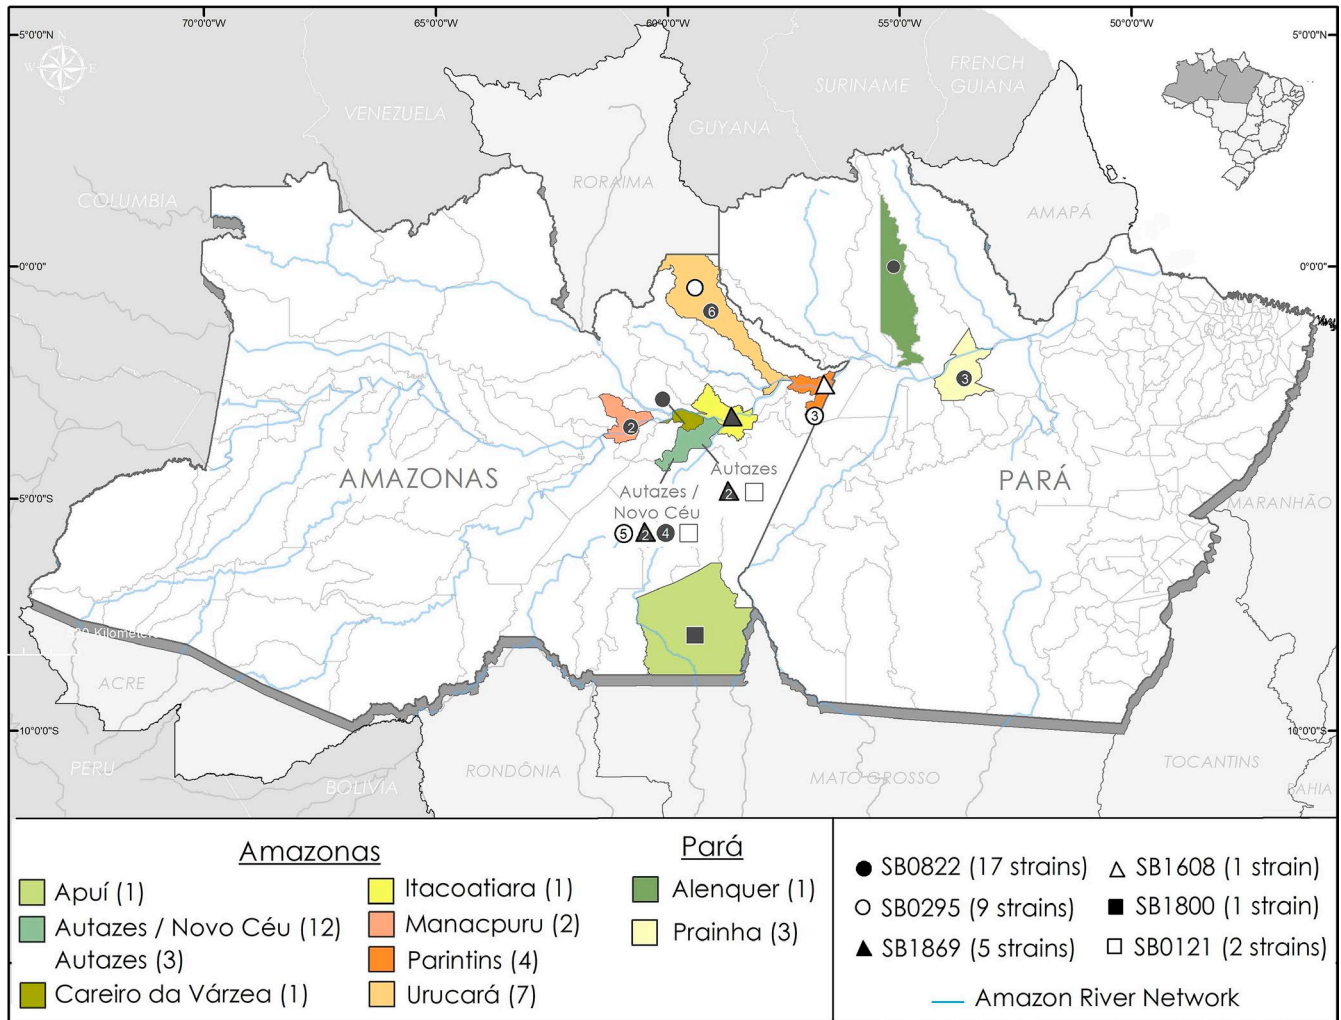 70°0'0"W 65°0'0"W 60°0'0"W 55°0'0"W 50°0'0"W
5°0'0"N 5°0'0"N
N
W E
S
FRENCH
GUIANA
SURINAME
VENEZUELA
GUYANA
RORAIMA
COLUMBIA
AMAPÁ
0°0'0" 0°0'0"
6
3
2
3
AMAZONAS
PARÁ
Autazes
2
Autazes /
Novo Céu
5 2 4
5°0'0"S 5°0'0"S
MARANHÃO
Kilometer
ACRE
10°0'0"S 10°0'0"S
PERU
BOLIVIA
RONDÔNIA
MATO GROSSO
TOCANTINS
BAHIA
Amazonas
Apuí (1)
Autazes / Novo Céu (12)
Autazes (3)
Careiro da Várzea (1)
Itacoatiara (1)
Manacpuru (2)
Parintins (4)
Urucará (7)
Pará
Alenquer (1)
Prainha (3)
SB0822 (17 strains)
SB0295 (9 strains)
SB1869 (5 strains)
SB1608 (1 strain)
SB1800 (1 strain)
SB0121 (2 strains)
Amazon River Network